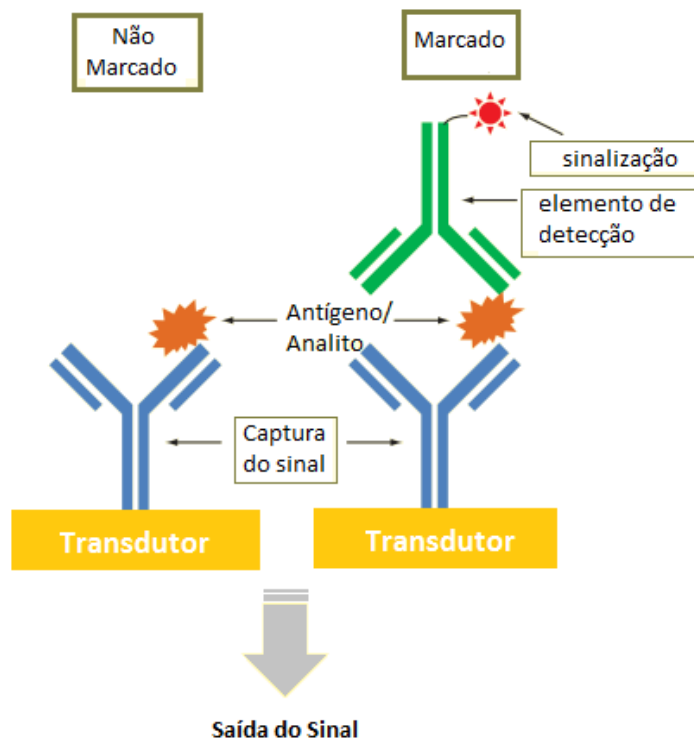 Não
Marcado
Marcado
sinalização
elemento de
detecção
Antígeno/
Analito
Captura
do sinal
Transdutor
Transdutor
Saída do Sinal